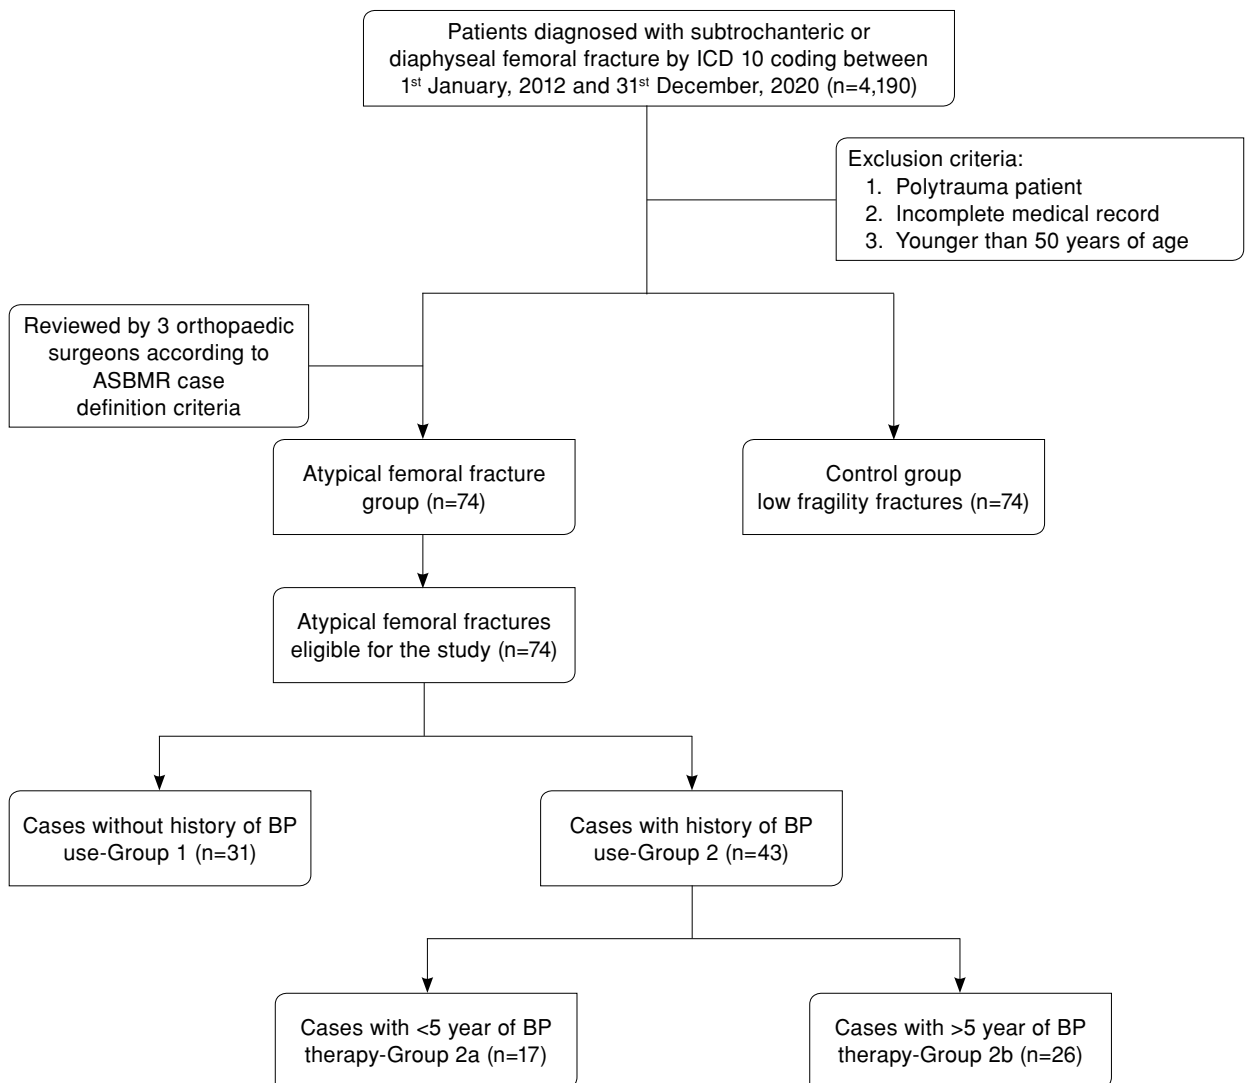 Patients diagnosed with subtrochanteric or
diaphyseal femoral fracture by ICD 10 coding between
1st January, 2012 and 31st December, 2020 (n=4,190)
Exclusion criteria:
1. Polytrauma patient
2. Incomplete medical record
3. Younger than 50 years of age
Reviewed by 3 orthopaedic
surgeons according to
ASBMR case
definition criteria
Atypical femoral fracture
group (n=74)
Control group
low fragility fractures (n=74)
Atypical femoral fractures
eligible for the study (n=74)
Cases without history of BP
use-Group 1 (n=31)
Cases with history of BP
use-Group 2 (n=43)
Cases with <5 year of BP
therapy-Group 2a (n=17)
Cases with >5 year of BP
therapy-Group 2b (n=26)